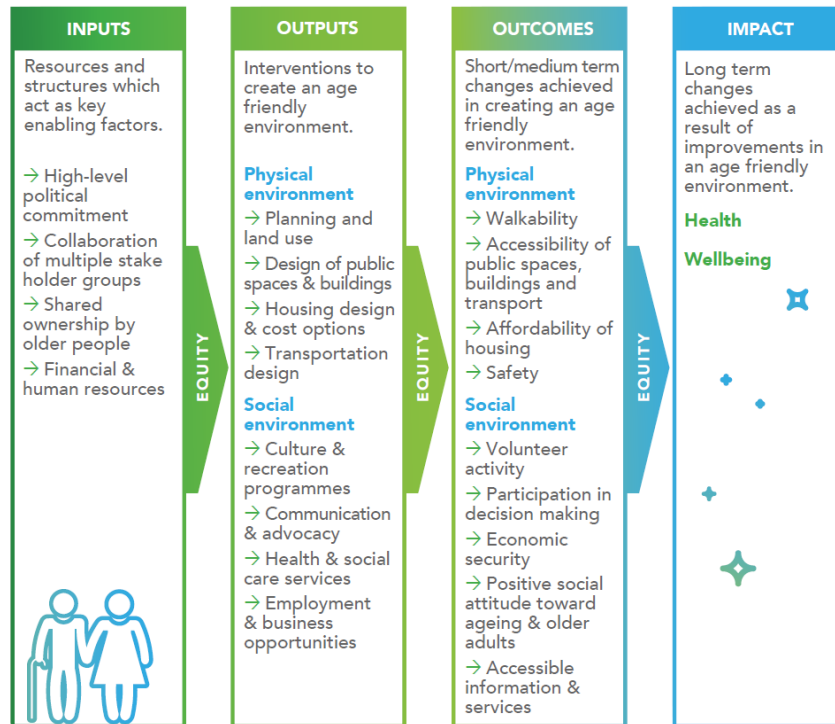 INPUTS
Resources and
structures which
act as key
enabling factors.
→ High-level
political
commitment
→ Collaboration
of multiple stake
holder groups
→ Shared
ownership by
older people
→ Financial &
human resources
EQUITY
OUTPUTS
Interventions to
create an age
friendly
environment.
Physical
environment
→ Planning and
land use
→ Design of public
spaces & buildings
→ Housing design
& cost options
→ Transportation
design
Social
environment
→ Culture &
recreation
programmes
→ Communication
& advocacy
→ Health & social
care services
→ Employment
& business
opportunities
EQUITY
OUTCOMES
Short/medium term
changes achieved
in creating an age
friendly
environment.
Physical
environment
→ Walkability
→ Accessibility of
public spaces,
buildings and
transport
→ Affordability of
housing
→ Safety
Social
environment
→ Volunteer
activity
→ Participation in
decision making
→ Economic
security
→ Positive social
attitude toward
ageing & older
adults
→ Accessible
information &
services
EQUITY
IMPACT
Long term
changes
achieved as a
result of
improvements in
an age friendly
environment.
Health
Wellbeing